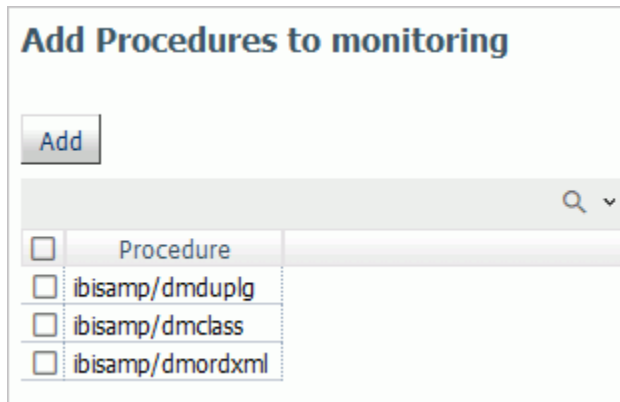 Add Procedures to monitoring
Add
Procedure
ibisamp/dmduplg
ibisamp/dmclass
ibisamp/dmordxml